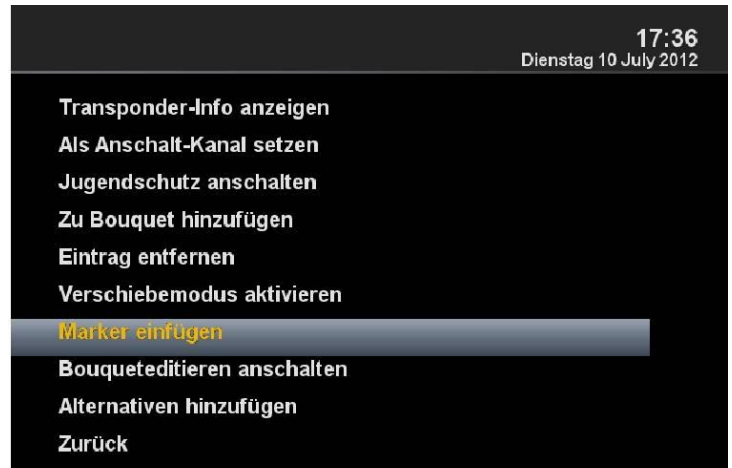 17:36
Dienstag 10 July 2012
Transponder-Info anzeigen
Als Anschalt-Kanal setzen
Jugendschutz anschalten
Zu Bouquet hinzufügen
Eintrag entfernen
Verschiebemodus aktivieren
Marker einfügen
Bouqueteditieren anschalten
Alternativen hinzufügen
Zurück